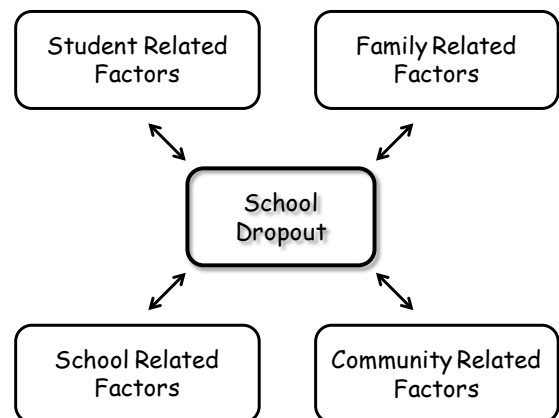 Student Related
Factors
Family Related
Factors
School
Dropout
School Related
Factors
Community Related
Factors